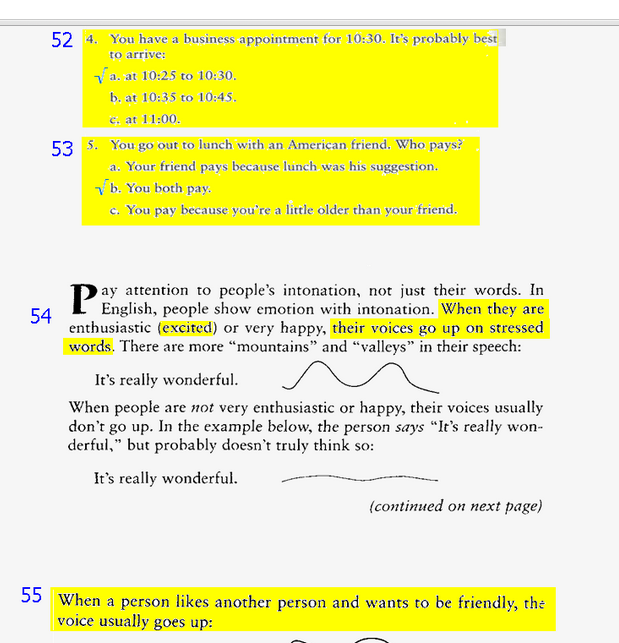 52 4. You have a business appointment for 10:30. It's probably best
to arrive:
√ a. at 10:25 to 10:30.
b. at 10:35 to 10:45.
c. at 11:00.
53 5. You go out to lunch with an American friend. Who pays?
a. Your friend pays because lunch was his suggestion.
√ b. You both pay.
c. You pay because you're a little older than your friend.
Pay attention to people's intonation, not just their words. In
54 English, people show emotion with intonation. When they are
enthusiastic (excited) or very happy, their voices go up on stressed
words. There are more “mountains” and “valleys” in their speech:
It's really wonderful.
When people are not very enthusiastic or happy, their voices usually
don't go up. In the example below, the person says “It's really won-
derful,” but probably doesn't truly think so:
It's really wonderful.
(continued on next page)
55 When a person likes another person and wants to be friendly, the
voice usually goes up: